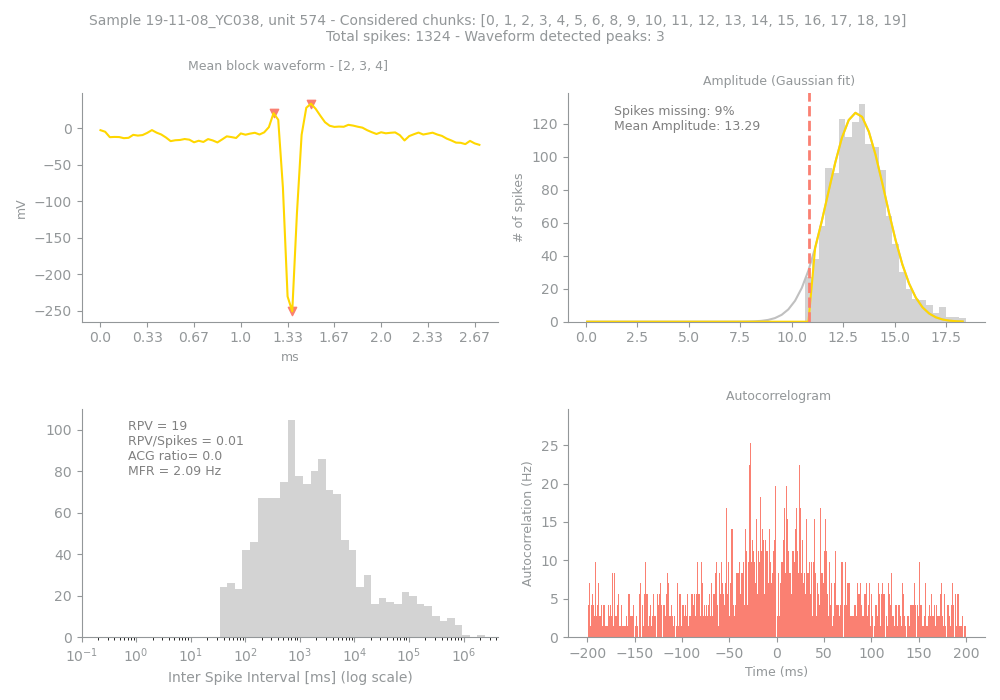 Sample 19-11-08_YC038, unit 574 - Considered chunks: [0, 1, 2, 3, 4, 5, 6, 8, 9, 10, 11, 12, 13, 14, 15, 16, 17, 18, 19]
Total spikes: 1324 - Waveform detected peaks: 3
Mean block waveform - [2, 3, 4]
mV
0
−50
−100
−150
−200
−250
0.0 0.33 0.67 1.0 1.33 1.67 2.0 2.33 2.67
ms
Amplitude (Gaussian fit)
Spikes missing: 9%
Mean Amplitude: 13.29
# of spikes
120
100
80
60
40
20
0
0.0 2.5 5.0 7.5 10.0 12.5 15.0 17.5
RPV = 19
RPV/Spikes = 0.01
ACG ratio= 0.0
MFR = 2.09 Hz
100
80
60
40
20
0
10⁻¹ 10⁰ 10¹ 10² 10³ 10⁴ 10⁵ 10⁶
Inter Spike Interval [ms] (log scale)
Autocorrelogram
Autocorrelation (Hz)
25
20
15
10
5
0
−200 −150 −100 −50 0 50 100 150 200
Time (ms)